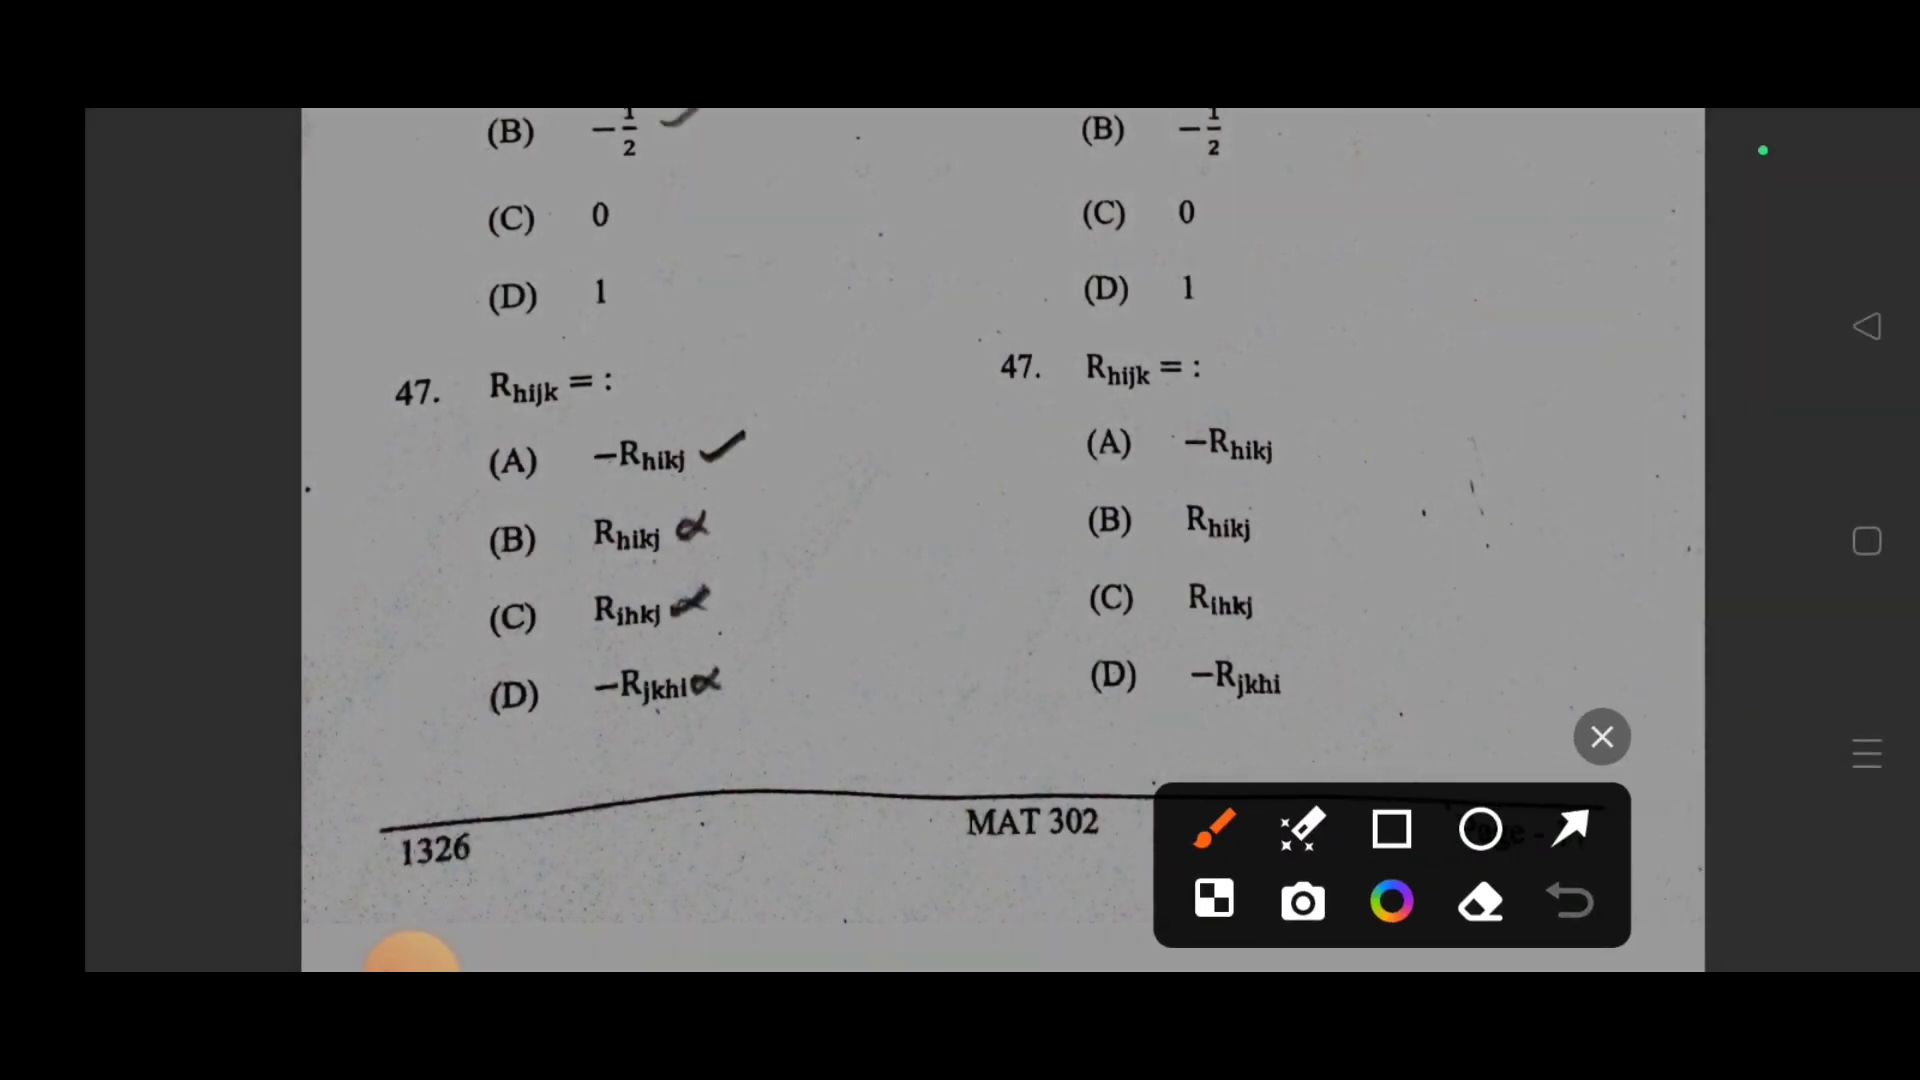 (B) −1/2
(C) 0
(D) 1
47. Rhijk = :
(A) −Rhikj
(B) Rhikj
(C) Rihkj
(D) −Rjkhi
(B) −1/2
(C) 0
(D) 1
47. Rhijk = :
(A) −Rhikj
(B) Rhikj
(C) Rihkj
(D) −Rjkhi
1326
MAT 302